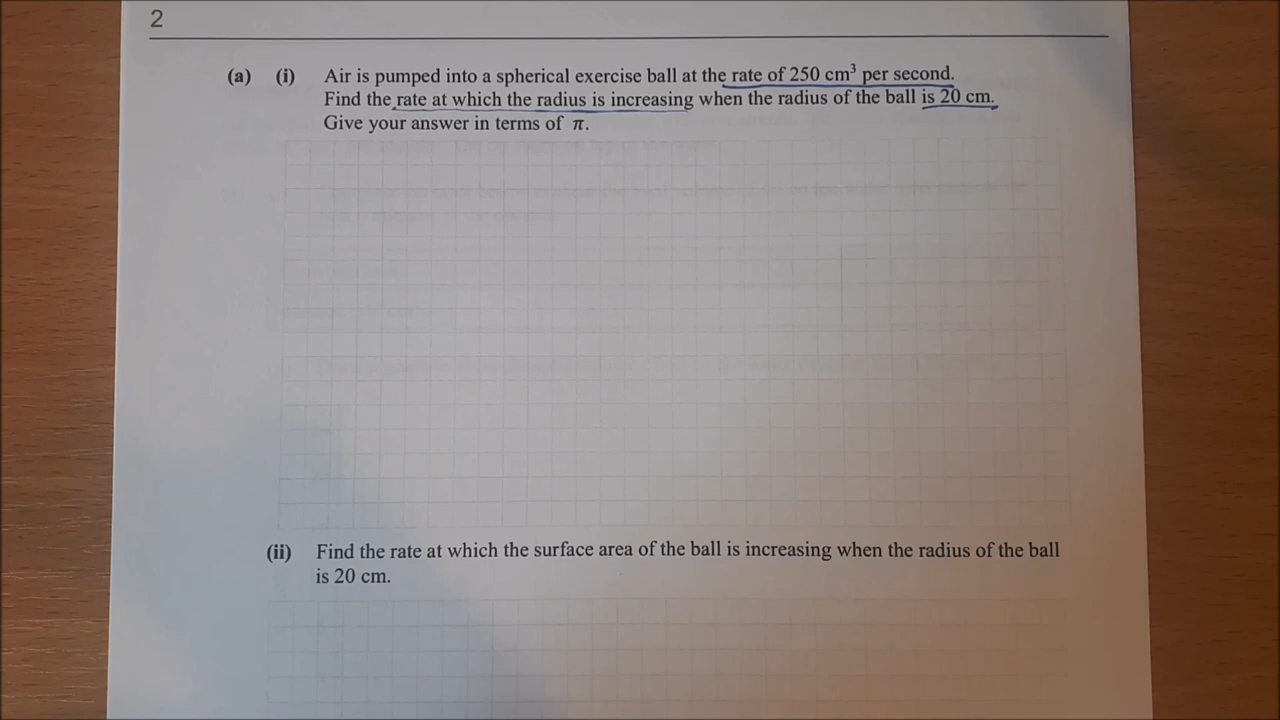 2
(a) (i) Air is pumped into a spherical exercise ball at the rate of 250 cm³ per second.
Find the rate at which the radius is increasing when the radius of the ball is 20 cm.
Give your answer in terms of π.
(ii) Find the rate at which the surface area of the ball is increasing when the radius of the ball
is 20 cm.